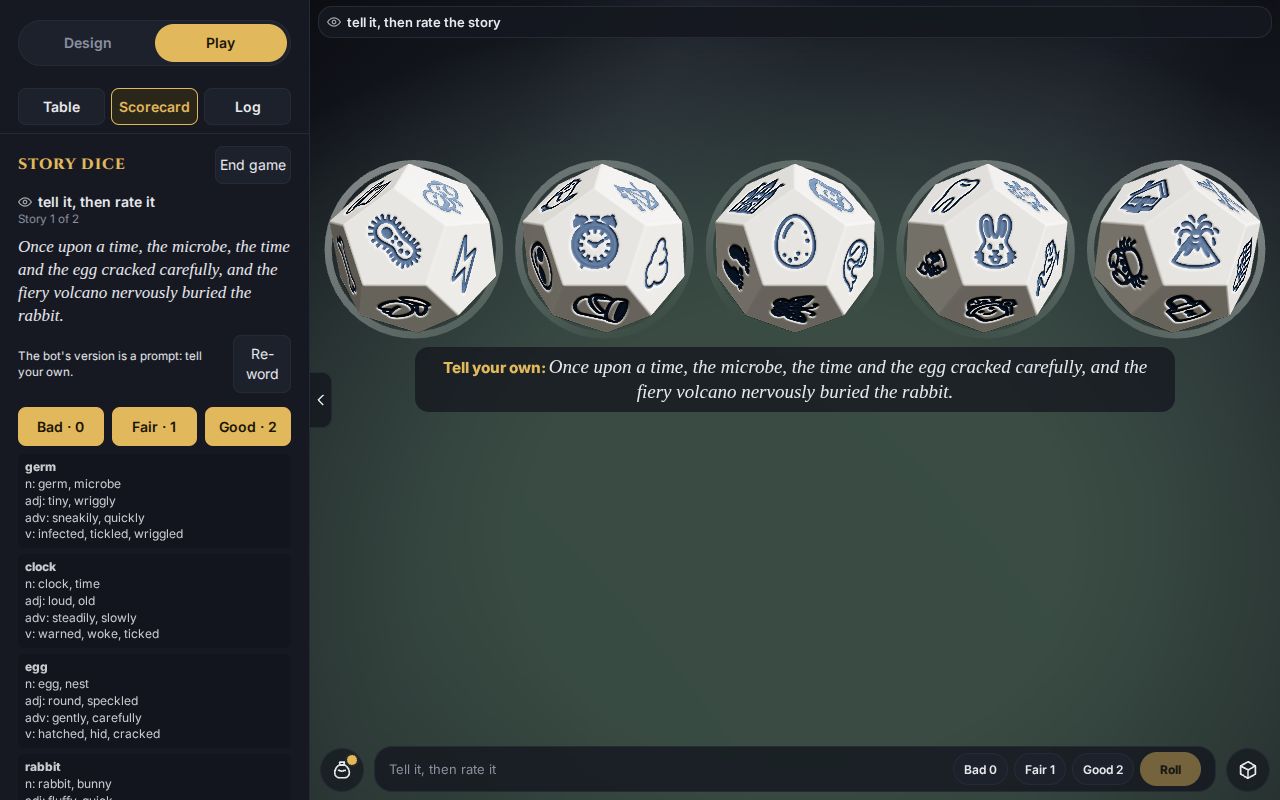 Design
Play
Table
Scorecard
Log
STORY DICE
End game
tell it, then rate it
Story 1 of 2
Once upon a time, the microbe, the time
and the egg cracked carefully, and the
fiery volcano nervously buried the
rabbit.
The bot's version is a prompt: tell
your own.
Re-
word
Bad · 0
Fair · 1
Good · 2
germ
n: germ, microbe
adj: tiny, wriggly
adv: sneakily, quickly
v: infected, tickled, wriggled
clock
n: clock, time
adj: loud, old
adv: steadily, slowly
v: warned, woke, ticked
egg
n: egg, nest
adj: round, speckled
adv: gently, carefully
v: hatched, hid, cracked
rabbit
n: rabbit, bunny
adj: fluffy, quick
tell it, then rate the story
Tell your own: Once upon a time, the microbe, the time and the egg cracked carefully, and the
fiery volcano nervously buried the rabbit.
Tell it, then rate it
Bad 0
Fair 1
Good 2
Roll